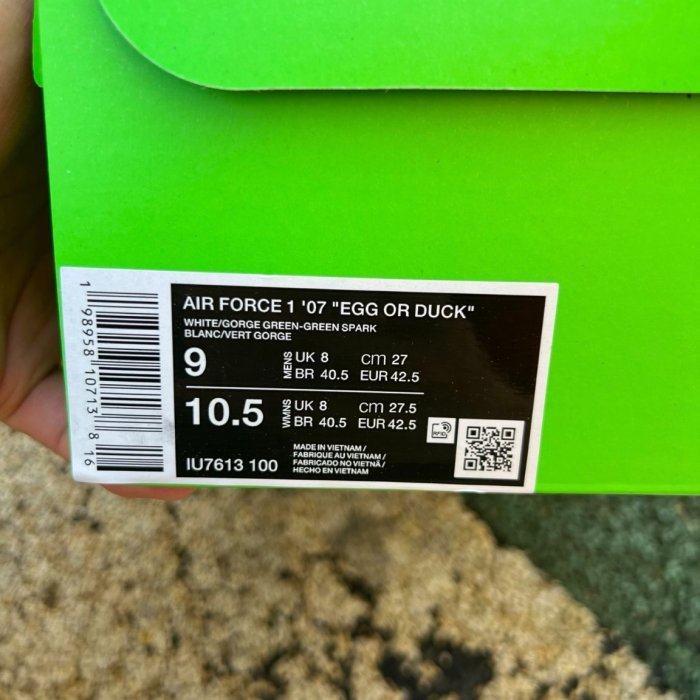 AIR FORCE 1 '07 "EGG OR DUCK"
WHITE/GORGE GREEN-GREEN SPARK
BLANC/VERT GORGE
9 MENS UK 8 cm 27
BR 40.5 EUR 42.5
10.5 WMNS UK 8 cm 27.5
BR 40.5 EUR 42.5
RFID
IU7613 100
MADE IN VIETNAM /
FABRIQUE AU VIETNAM /
FABRICADO NO VIETNÃ /
HECHO EN VIETNAM
1 98958 10713 8 16